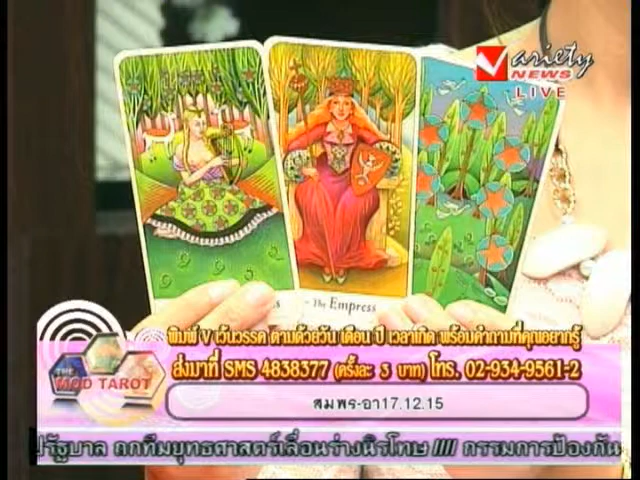 Variety
NEWS
LIVE
The Empress
พิมพ์ V เว้นวรรค ตามด้วยวัน เดือน ปี เวลาเกิด พร้อมคำถามที่คุณอยากรู้
ส่งมาที่ SMS 4838377 (ครั้งละ 3 บาท) โทร. 02-934-9561-2
THE
MOD TAROT
สมพร-อา17.12.15
ปรัฐบาล ถกทีมยุทธศาสตร์เลื่อนร่างนิรโทษ //// กรรมการป้องกัน